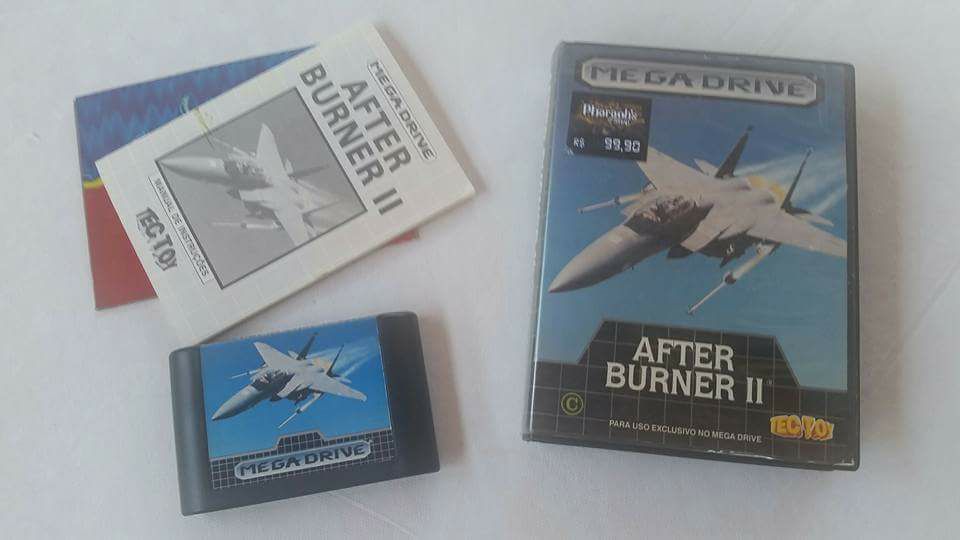 MEGA DRIVE
AFTER
BURNER II
MANUAL DE INSTRUÇÕES
TEC TOY
MEGA DRIVE
MEGA DRIVE
Pharaoh's
R$ 99,90
AFTER
BURNER II
©
PARA USO EXCLUSIVO NO MEGA DRIVE
TEC TOY